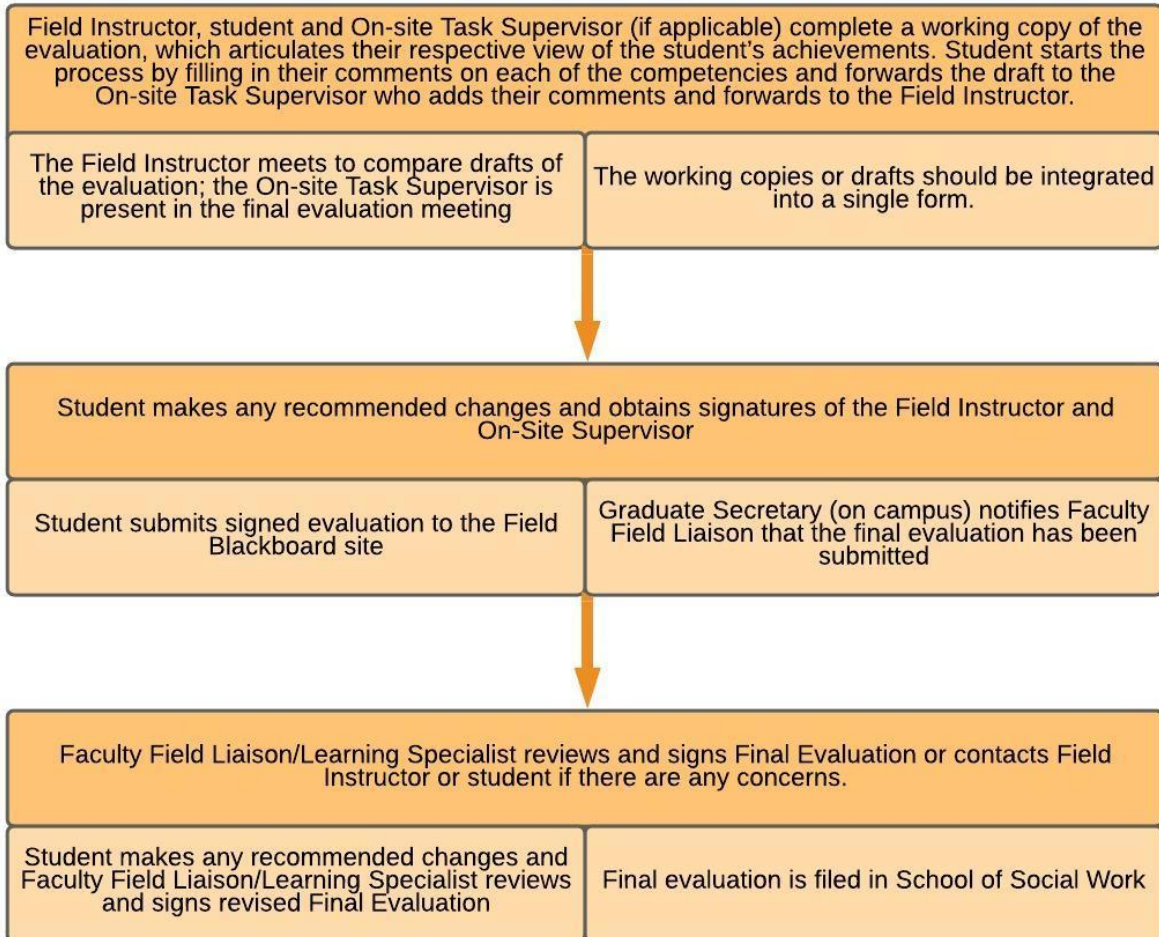 Field Instructor, student and On-site Task Supervisor (if applicable) complete a working copy of the
evaluation, which articulates their respective view of the student's achievements. Student starts the
process by filling in their comments on each of the competencies and forwards the draft to the
On-site Task Supervisor who adds their comments and forwards to the Field Instructor.
The Field Instructor meets to compare drafts of
the evaluation; the On-site Task Supervisor is
present in the final evaluation meeting
The working copies or drafts should be integrated
into a single form.
Student makes any recommended changes and obtains signatures of the Field Instructor and
On-Site Supervisor
Student submits signed evaluation to the Field
Blackboard site
Graduate Secretary (on campus) notifies Faculty
Field Liaison that the final evaluation has been
submitted
Faculty Field Liaison/Learning Specialist reviews and signs Final Evaluation or contacts Field
Instructor or student if there are any concerns.
Student makes any recommended changes and
Faculty Field Liaison/Learning Specialist reviews
and signs revised Final Evaluation
Final evaluation is filed in School of Social Work